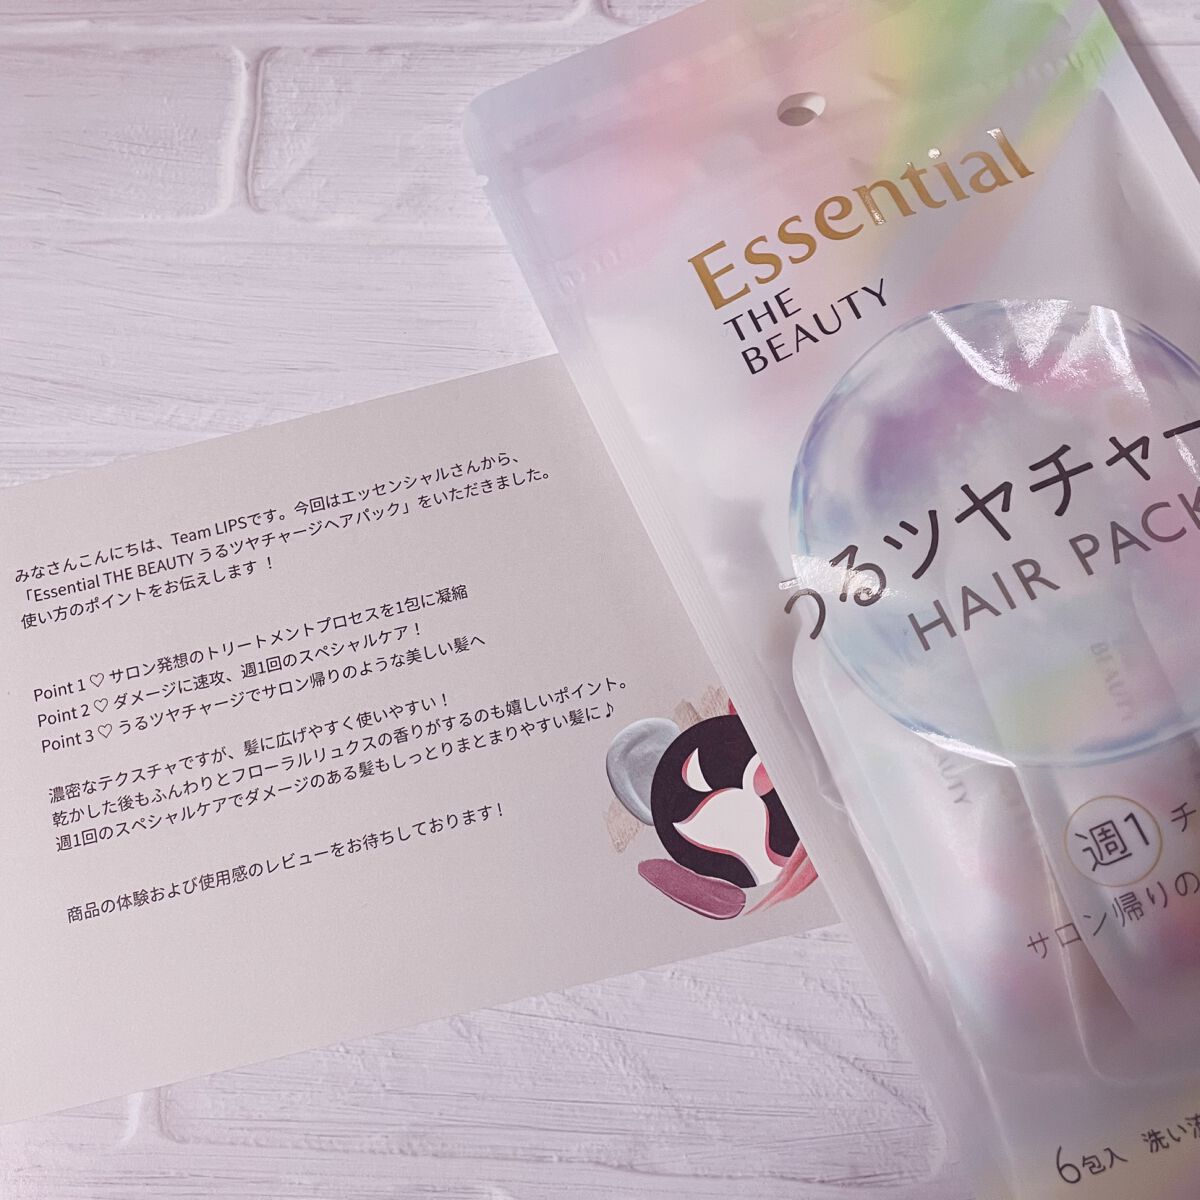 みなさんこんにちは、Team LIPSです。今回はエッセンシャルさんから、
「Essential THE BEAUTY うるツヤチャージヘアパック」をいただきました。
使い方のポイントをお伝えします！
Point 1 ♡ サロン発想のトリートメントプロセスを1包に凝縮
Point 2 ♡ ダメージに速攻、週1回のスペシャルケア！
Point 3 ♡ うるツヤチャージでサロン帰りのような美しい髪へ
濃密なテクスチャですが、髪に広げやすく使いやすい！
乾かした後もふんわりとフローラルリュクスの香りがするのも嬉しいポイント。
週1回のスペシャルケアでダメージのある髪もしっとりまとまりやすい髪に♪
商品の体験および使用感のレビューをお待ちしております！
Essential
THE
BEAUTY
うるツヤチャー
HAIR PACK
BEAUTY
BEAUTY
週1 チ
サロン帰りの
6包入 洗い流